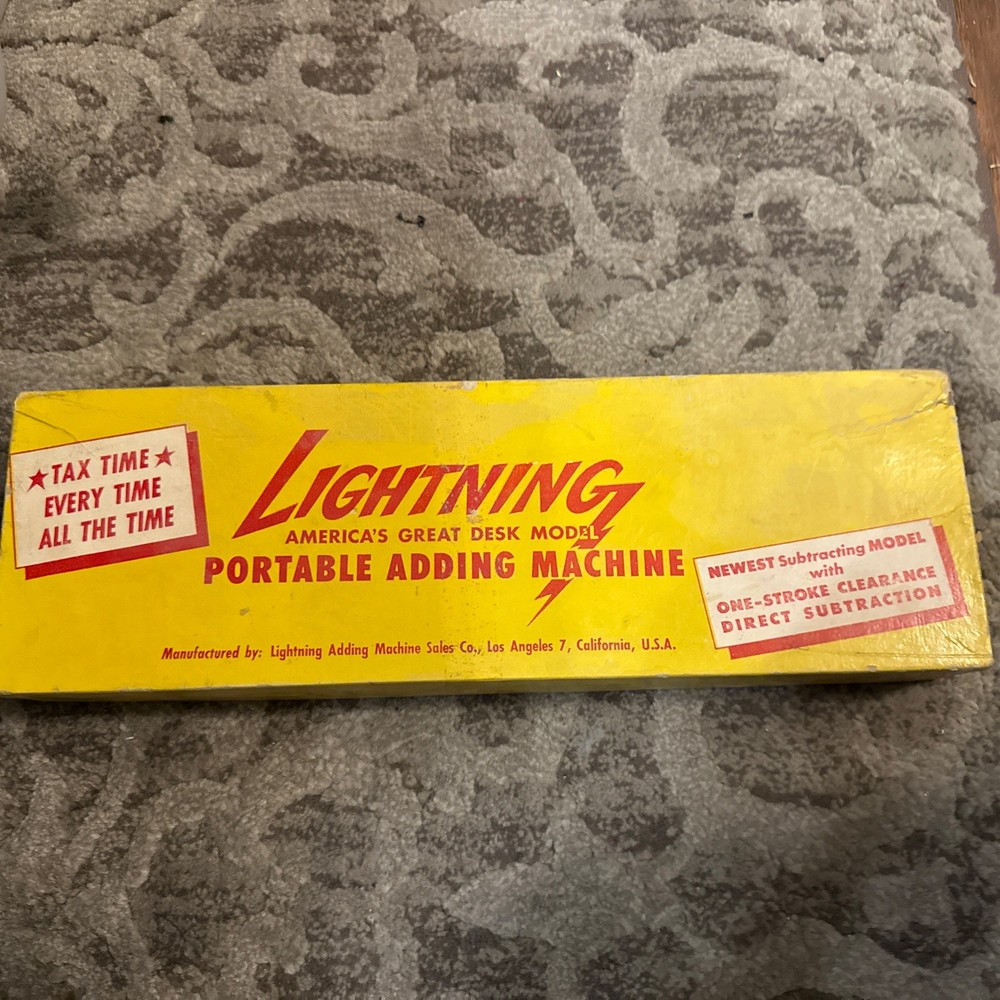 ★TAX TIME★
EVERY TIME
ALL THE TIME
LIGHTNING
AMERICA'S GREAT DESK MODEL
PORTABLE ADDING MACHINE
NEWEST Subtracting MODEL
with
ONE-STROKE CLEARANCE
DIRECT SUBTRACTION
Manufactured by: Lightning Adding Machine Sales Co., Los Angeles 7, California, U.S.A.